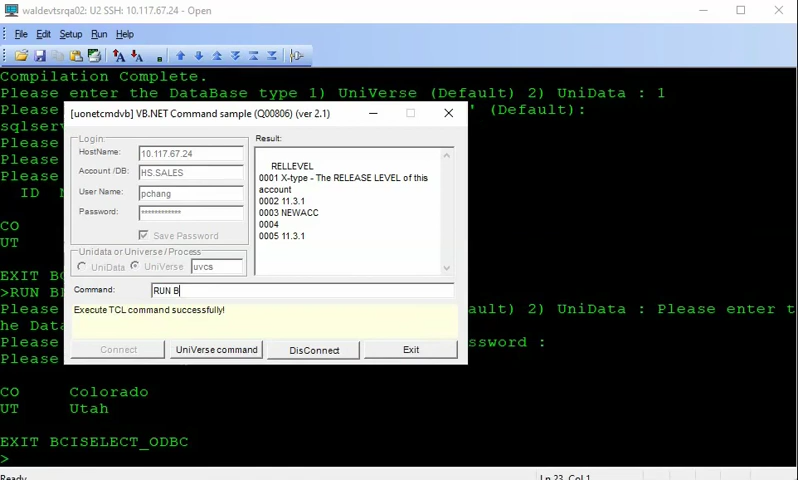 waldevtsrqa02: U2 SSH: 10.117.67.24 - Open
File Edit Setup Run Help
Compilation Complete.
Please enter the DataBase type 1) UniVerse (Default) 2) UniData : 1
Please
' (Default):
sqlserv
Please
Please
Please
ID
CO
UT
EXIT BC
>RUN B
Please
ault) 2) UniData : Please enter t
he Dat
Please
ssword :
Please
CO Colorado
UT Utah
EXIT BCISELECT_ODBC
>
[uonetcmdvb] VB.NET Command sample (Q00806) (ver 2.1)
Login
HostName: 10.117.67.24
Account /DB: HS.SALES
User Name: pchang
Password: ************
Save Password
Unidata or Universe /Process
UniData UniVerse uvcs
Result:
RELLEVEL
0001 X-type - The RELEASE LEVEL of this
account
0002 11.3.1
0003 NEWACC
0004
0005 11.3.1
Command: RUN B
Execute TCL command successfully!
Connect UniVerse command DisConnect Exit
Ready
Ln 23, Col 1